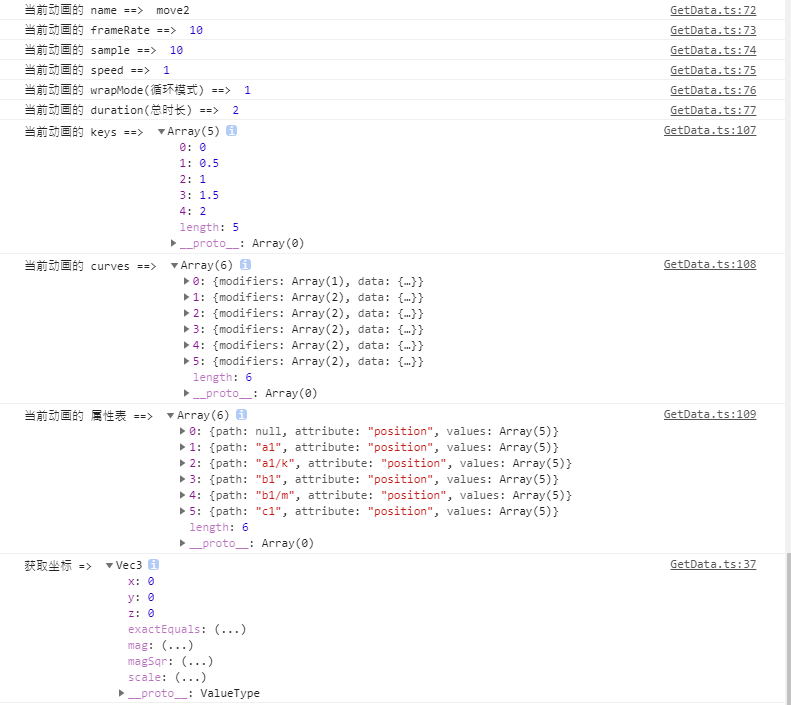 当前动画的 name ==> move2 GetData.ts:72
当前动画的 frameRate ==> 10 GetData.ts:73
当前动画的 sample ==> 10 GetData.ts:74
当前动画的 speed ==> 1 GetData.ts:75
当前动画的 wrapMode(循环模式) ==> 1 GetData.ts:76
当前动画的 duration(总时长) ==> 2 GetData.ts:77
当前动画的 keys ==> ▼Array(5) i GetData.ts:107
0: 0
1: 0.5
2: 1
3: 1.5
4: 2
length: 5
▶__proto__: Array(0)
当前动画的 curves ==> ▼Array(6) i GetData.ts:108
▶0: {modifiers: Array(1), data: {…}}
▶1: {modifiers: Array(2), data: {…}}
▶2: {modifiers: Array(2), data: {…}}
▶3: {modifiers: Array(2), data: {…}}
▶4: {modifiers: Array(2), data: {…}}
▶5: {modifiers: Array(2), data: {…}}
length: 6
▶__proto__: Array(0)
当前动画的 属性表 ==> ▼Array(6) i GetData.ts:109
▶0: {path: null, attribute: "position", values: Array(5)}
▶1: {path: "a1", attribute: "position", values: Array(5)}
▶2: {path: "a1/k", attribute: "position", values: Array(5)}
▶3: {path: "b1", attribute: "position", values: Array(5)}
▶4: {path: "b1/m", attribute: "position", values: Array(5)}
▶5: {path: "c1", attribute: "position", values: Array(5)}
length: 6
▶__proto__: Array(0)
获取坐标 => ▼Vec3 i GetData.ts:37
x: 0
y: 0
z: 0
exactEquals: (...)
mag: (...)
magSqr: (...)
scale: (...)
▶__proto__: ValueType